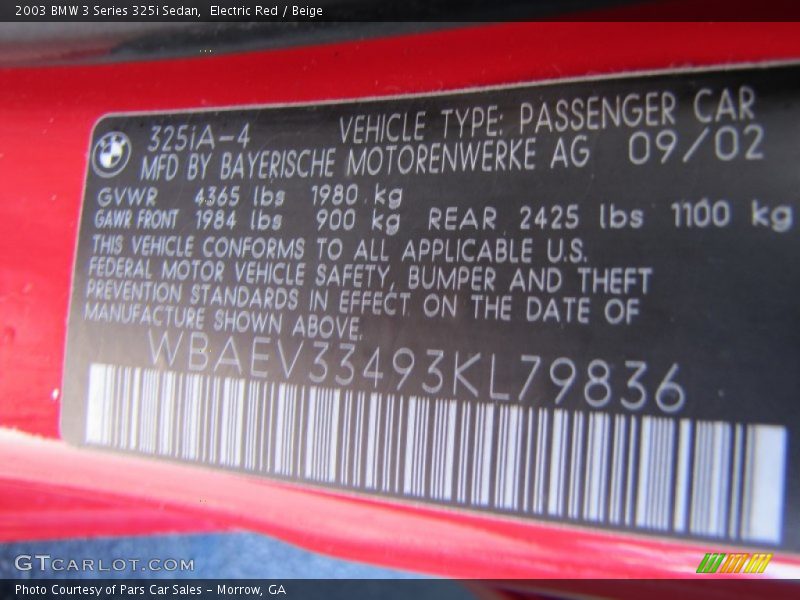 2003 BMW 3 Series 325i Sedan, Electric Red / Beige
325iA-4 VEHICLE TYPE: PASSENGER CAR
MFD BY BAYERISCHE MOTORENWERKE AG 09/02
GVWR 4365 lbs 1980 kg
GAWR FRONT 1984 lbs 900 kg REAR 2425 lbs 1100 kg
THIS VEHICLE CONFORMS TO ALL APPLICABLE U.S.
FEDERAL MOTOR VEHICLE SAFETY, BUMPER AND THEFT
PREVENTION STANDARDS IN EFFECT ON THE DATE OF
MANUFACTURE SHOWN ABOVE.
WBAEV33493KL79836
GTCARLOT.COM
Photo Courtesy of Pars Car Sales - Morrow, GA